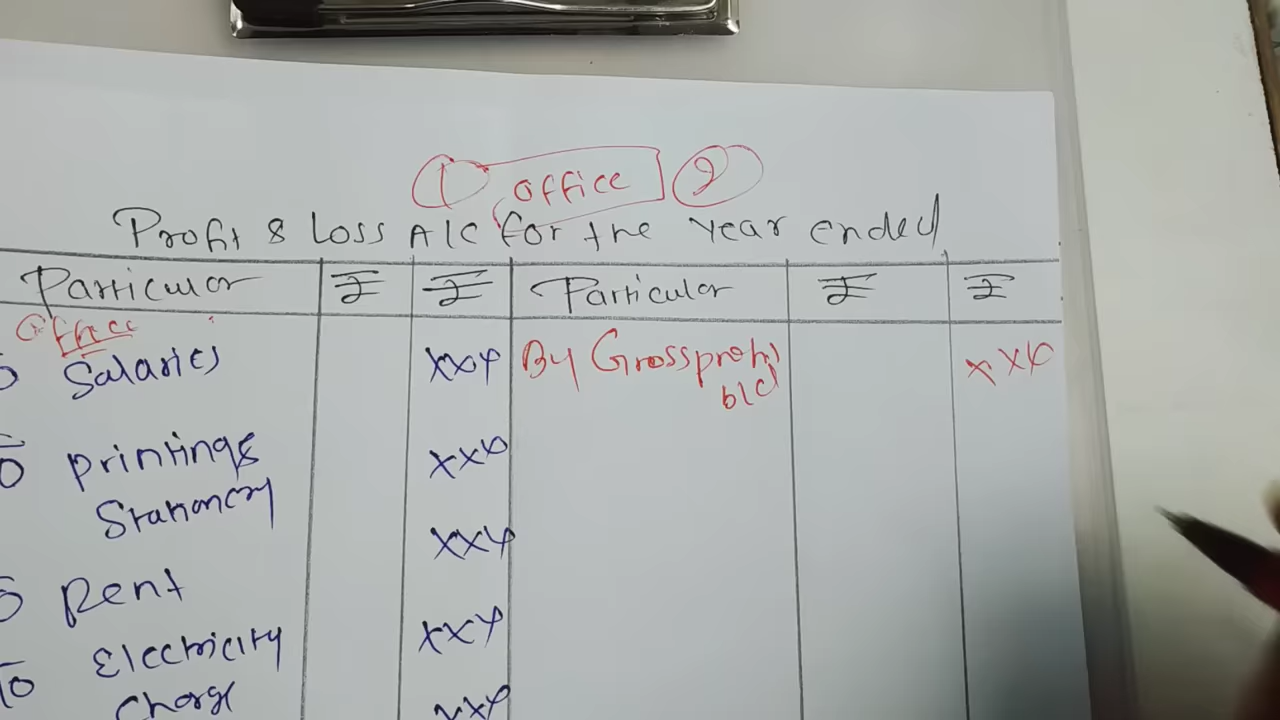 1 office 2
Profit & Loss A/C for the Year ended
Particular ₹ ₹ Particular ₹ ₹
office
To Salaries xxx By Gross profit xxx
b/d
To printing &
Stationery xxx
xxx
To Rent
Electricity xxx
To Charge xxx